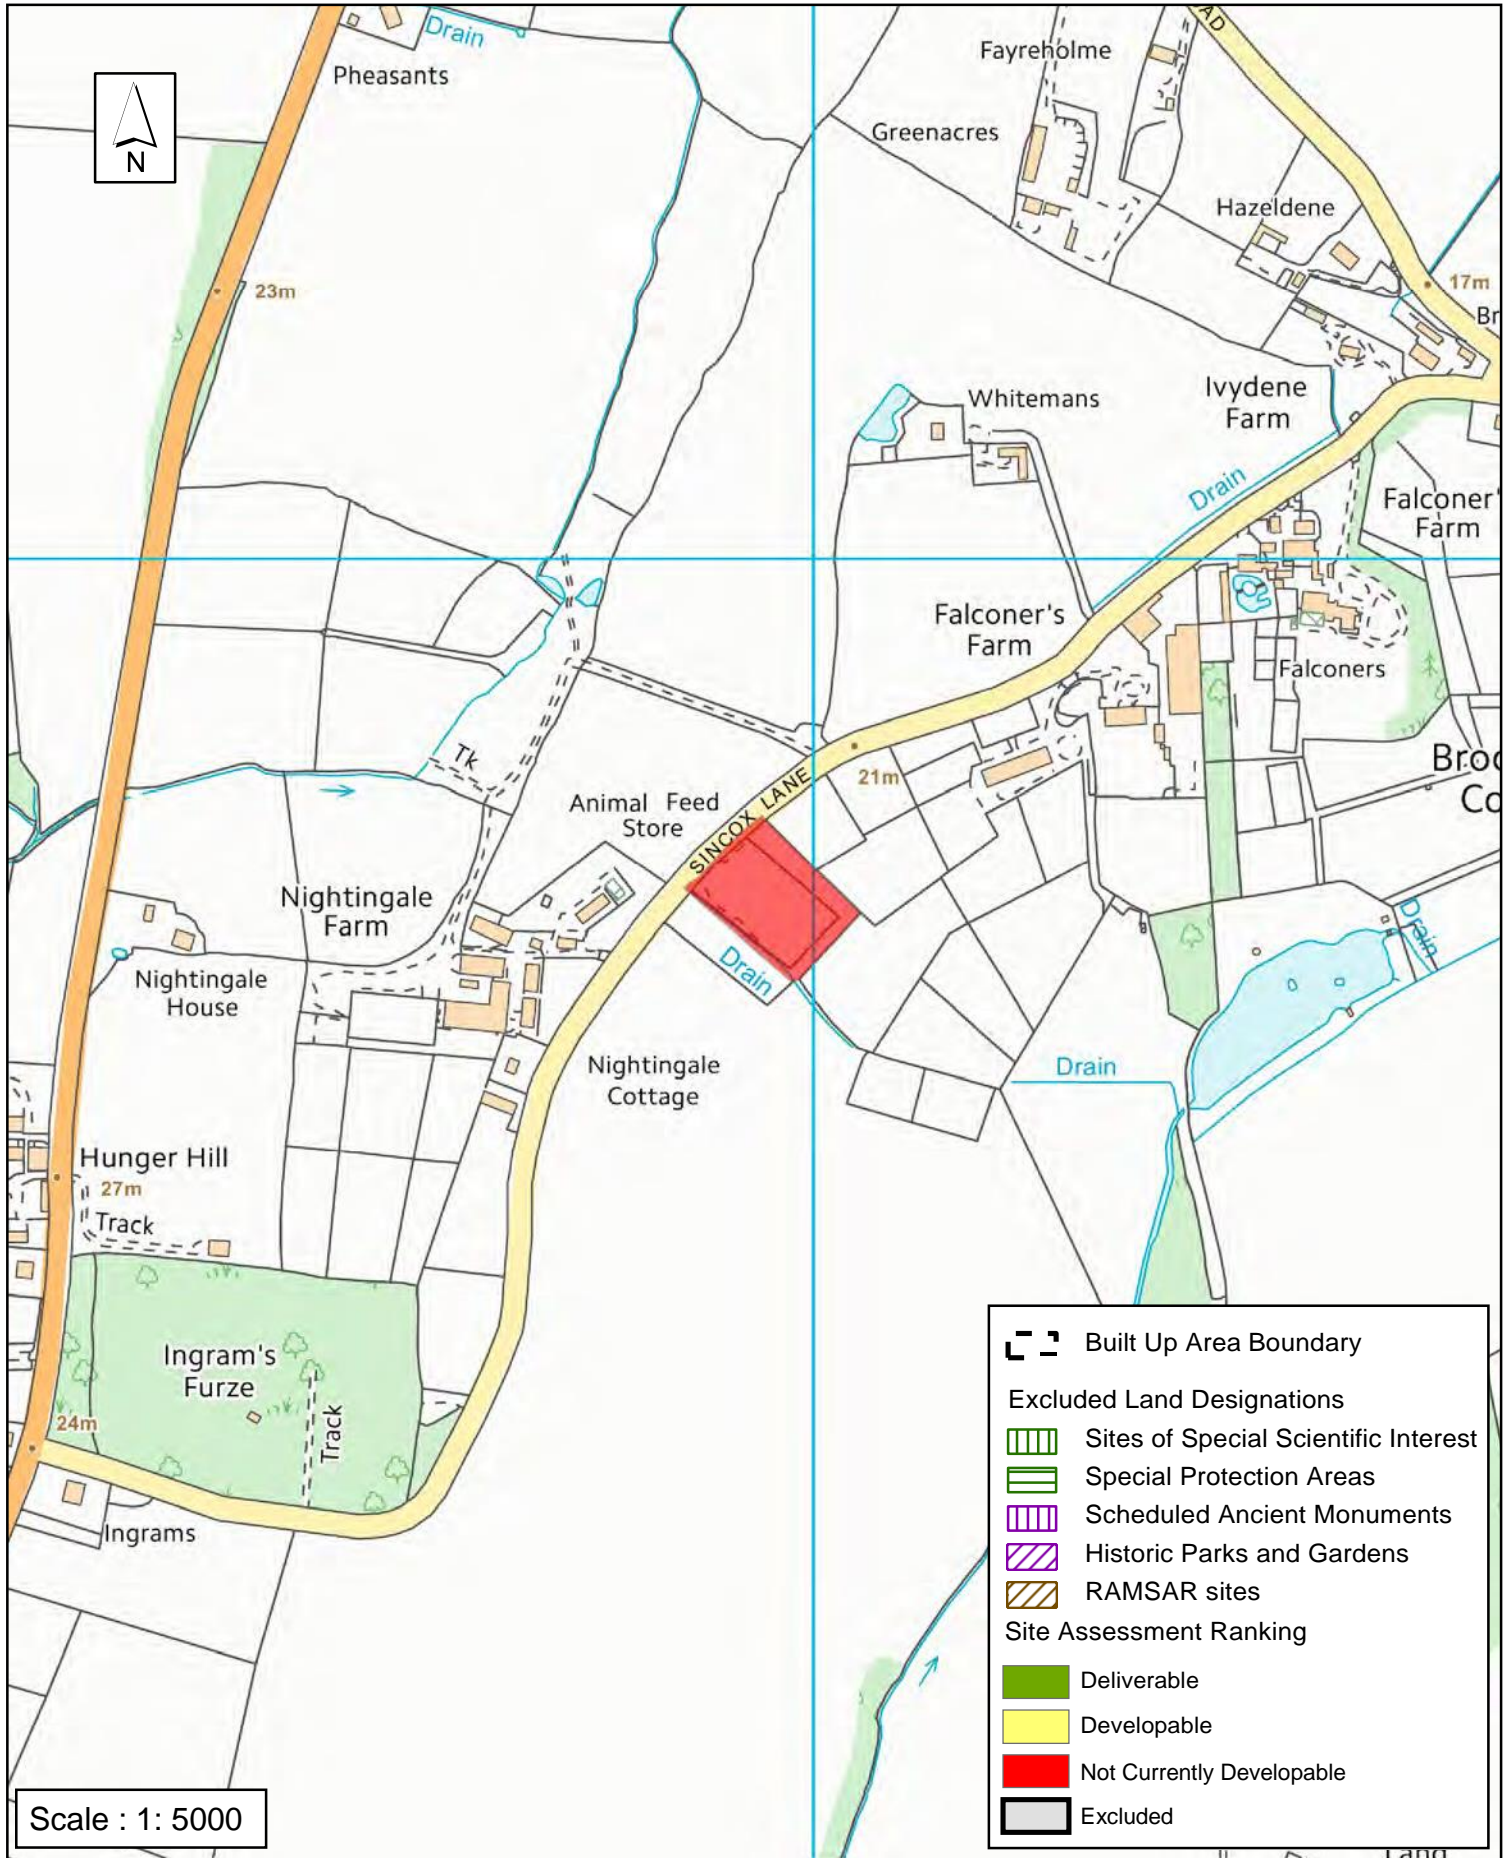 Drain
Pheasants
N
AD
Fayreholme
Greenacres
Hazeldene
23m
17m
Br
Whitemans
Ivydene
Farm
Drain
Falconer'
Farm
Falconer's
Farm
Falconers
Tk
21m
Broo
Co
Animal Feed
Store
SINCOX LANE
Nightingale
Farm
Drain
Drain
Nightingale
House
Nightingale
Cottage
Drain
Hunger Hill
27m
Track
Ingram's
Furze
Track
24m
Ingrams
Built Up Area Boundary
Excluded Land Designations
Sites of Special Scientific Interest
Special Protection Areas
Scheduled Ancient Monuments
Historic Parks and Gardens
RAMSAR sites
Site Assessment Ranking
Deliverable
Developable
Not Currently Developable
Excluded
Scale : 1: 5000